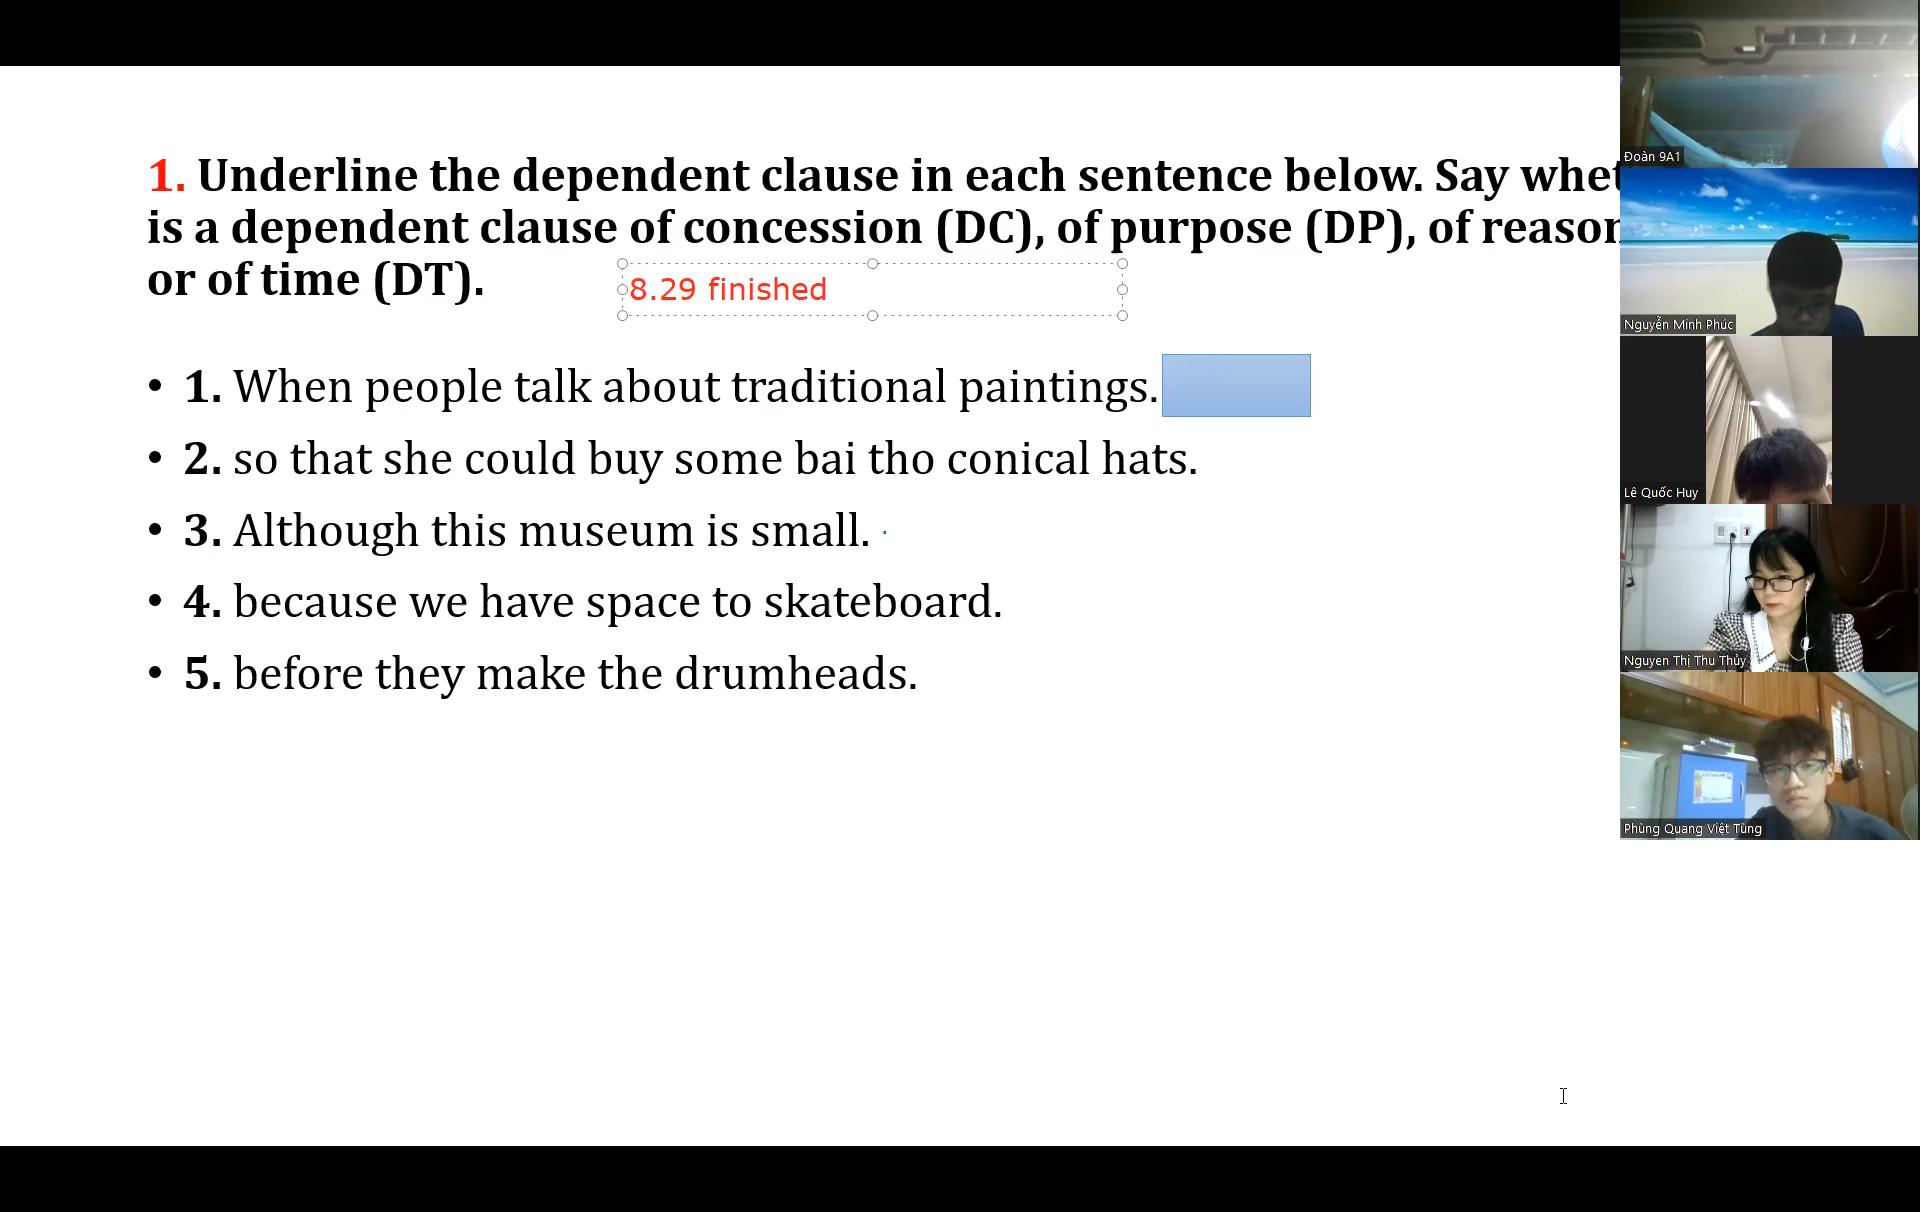 1. Underline the dependent clause in each sentence below. Say whet
is a dependent clause of concession (DC), of purpose (DP), of reason
or of time (DT).
8.29 finished
• 1. When people talk about traditional paintings.
• 2. so that she could buy some bai tho conical hats.
• 3. Although this museum is small.
• 4. because we have space to skateboard.
• 5. before they make the drumheads.
Đoàn 9A1
Nguyễn Minh Phúc
Lê Quốc Huy
Nguyen Thị Thu Thủy
Phùng Quang Việt Tùng